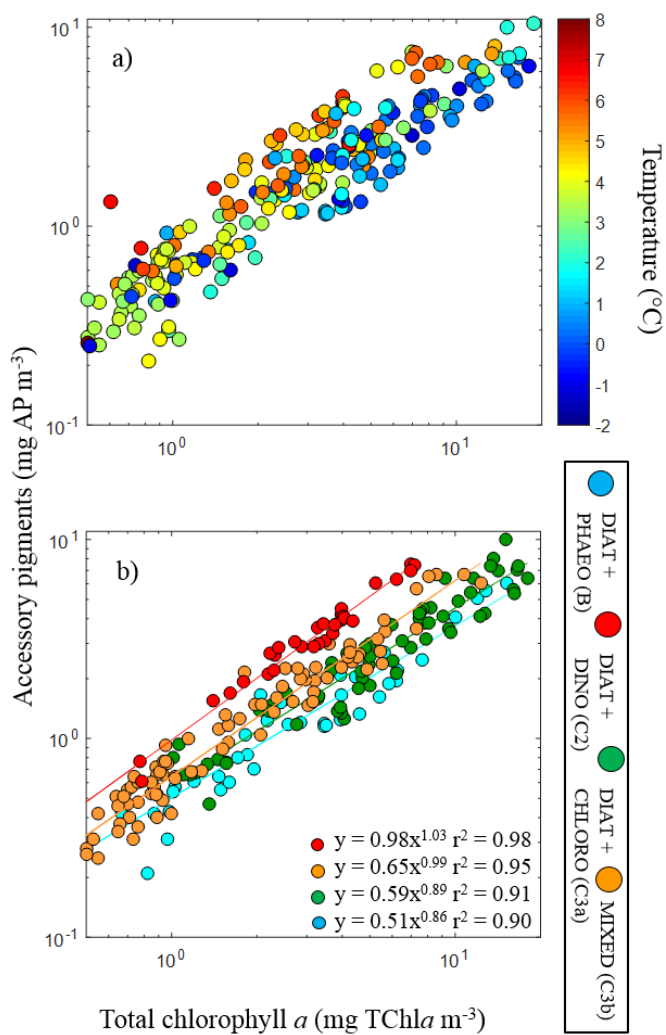 a)
10^1
10^0
10^-1
10^0
10^1
8
7
6
5
4
3
2
1
0
-1
-2
Temperature (°C)
Accessory pigments (mg AP m^-3)
b)
10^1
10^0
10^-1
y = 0.98x^1.03 r^2 = 0.98
y = 0.65x^0.99 r^2 = 0.95
y = 0.59x^0.89 r^2 = 0.91
y = 0.51x^0.86 r^2 = 0.90
10^0
10^1
Total chlorophyll a (mg TChla m^-3)
DIAT +
PHAEO (B)
DIAT +
DINO (C2)
DIAT +
CHLORO (C3a)
DIAT +
MIXED (C3b)